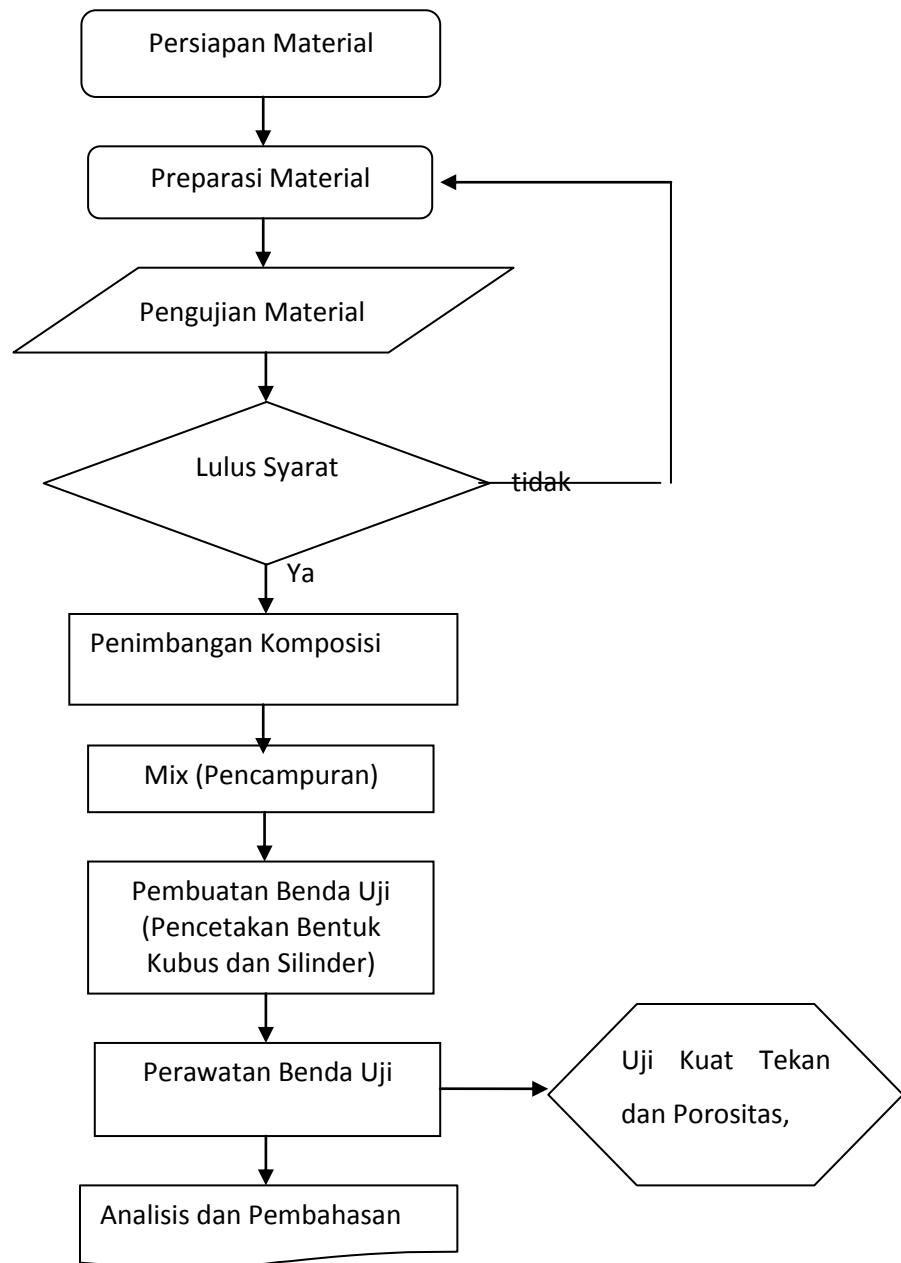 Persiapan Material
Preparasi Material
Pengujian Material
Lulus Syarat
tidak
Ya
Penimbangan Komposisi
Mix (Pencampuran)
Pembuatan Benda Uji
(Pencetakan Bentuk
Kubus dan Silinder)
Perawatan Benda Uji
Uji Kuat Tekan
dan Porositas,
Analisis dan Pembahasan